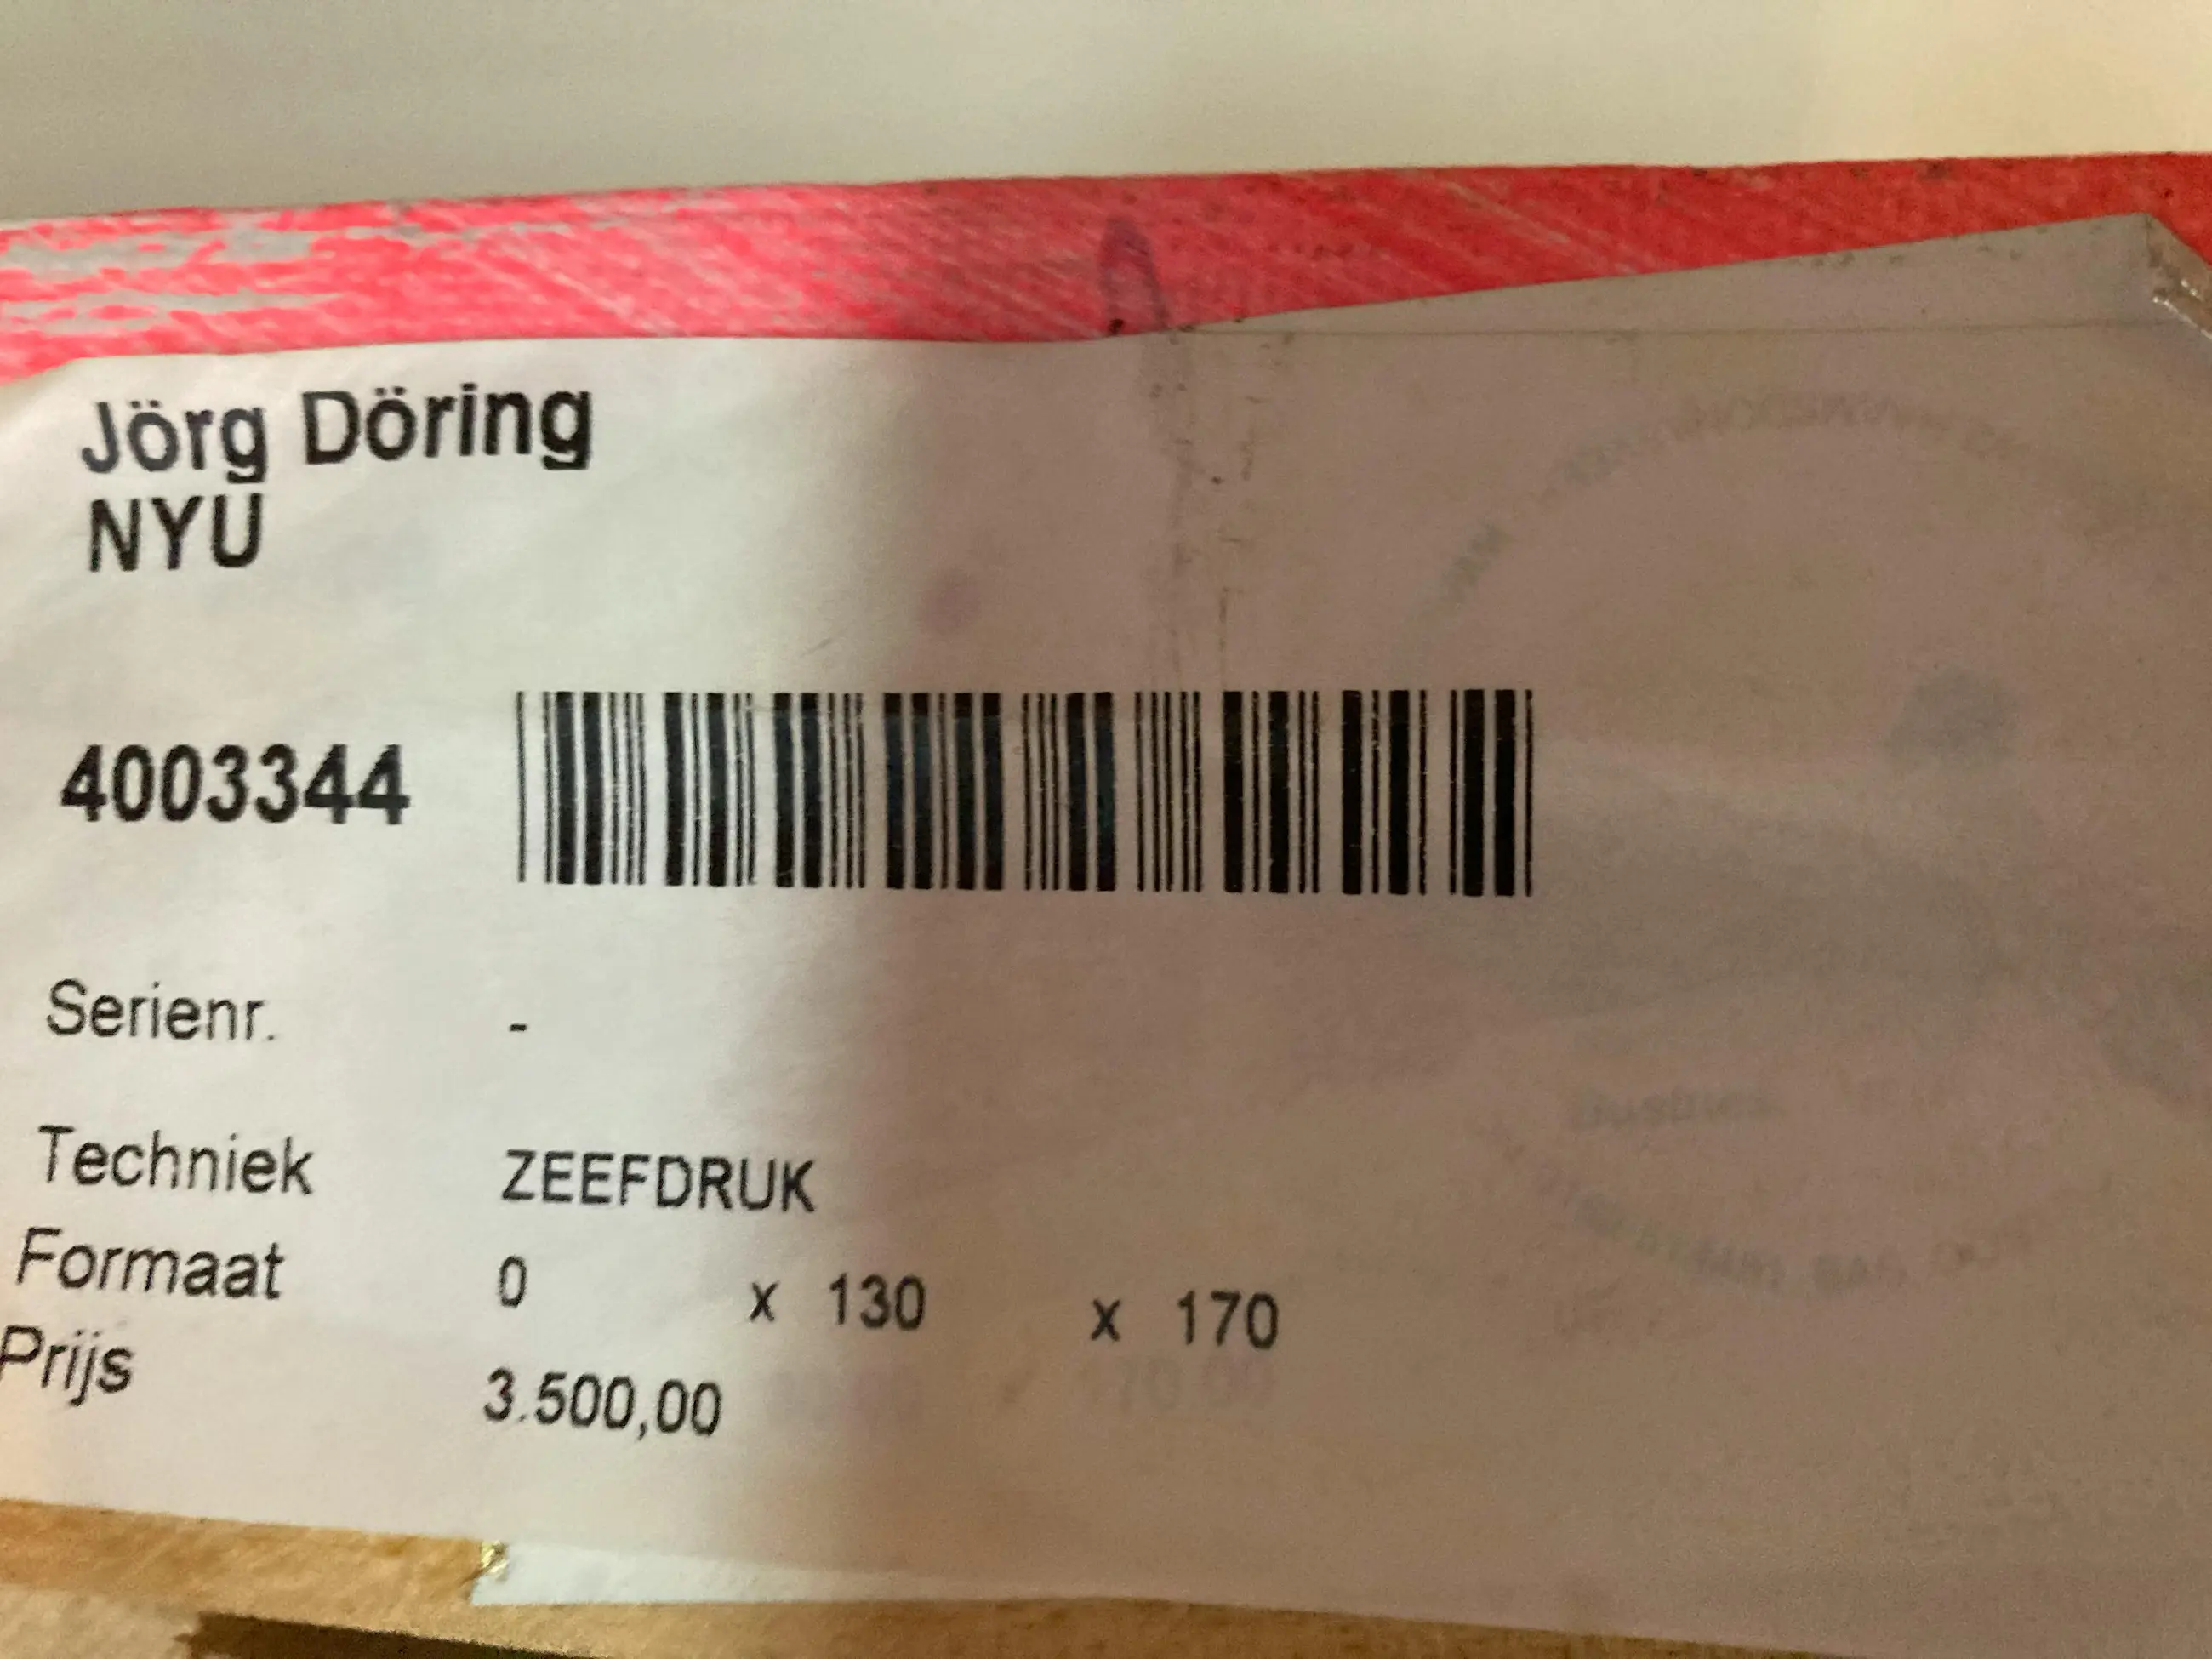 Jörg Döring
NYU
4003344
Serienr. -
Techniek ZEEFDRUK
Formaat 0 x 130 x 170
Prijs 3.500,00